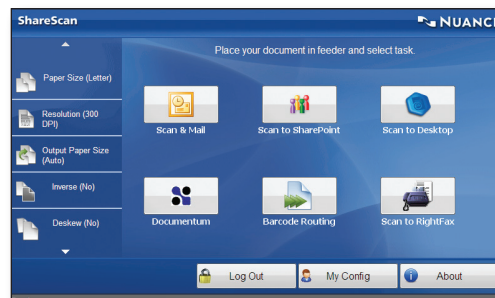 ShareScan
NUANCE
Place your document in feeder and select task.
Paper Size (Letter)
Resolution (300
DPI)
Output Paper Size
(Auto)
Inverse (No)
Deskew (No)
Scan & Mail
Scan to SharePoint
Scan to Desktop
Documentum
Barcode Routing
Scan to RightFax
Log Out
My Config
About